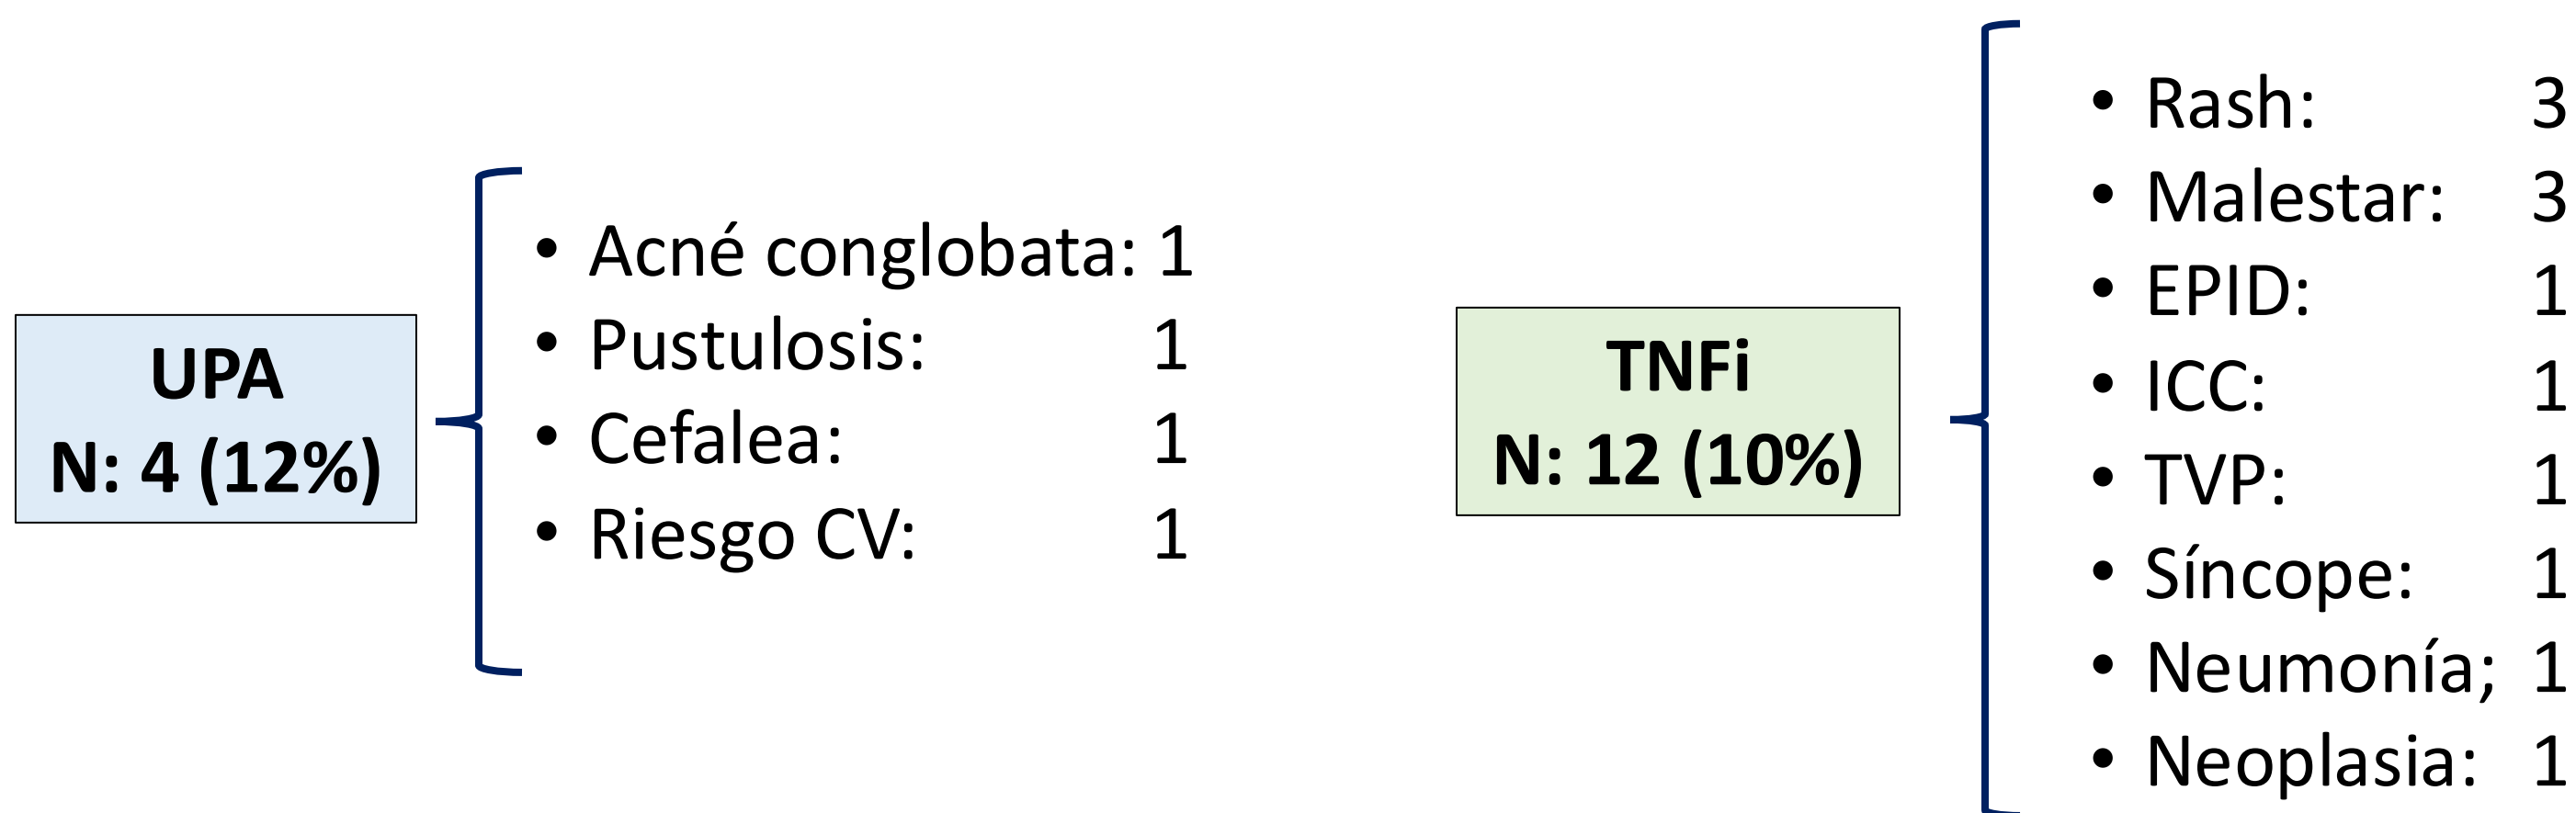 UPA
N: 4 (12%)
• Acné conglobata: 1
• Pustulosis: 1
• Cefalea: 1
• Riesgo CV: 1
TNFi
N: 12 (10%)
• Rash: 3
• Malestar: 3
• EPID: 1
• ICC: 1
• TVP: 1
• Síncope: 1
• Neumonía; 1
• Neoplasia: 1